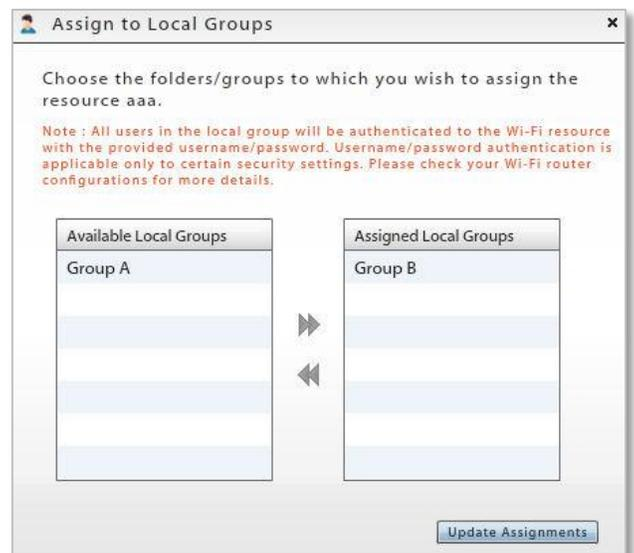 Assign to Local Groups
Choose the folders/groups to which you wish to assign the
resource aaa.
Note : All users in the local group will be authenticated to the Wi-Fi resource
with the provided username/password. Username/password authentication is
applicable only to certain security settings. Please check your Wi-Fi router
configurations for more details.
Available Local Groups
Group A
Assigned Local Groups
Group B
Update Assignments